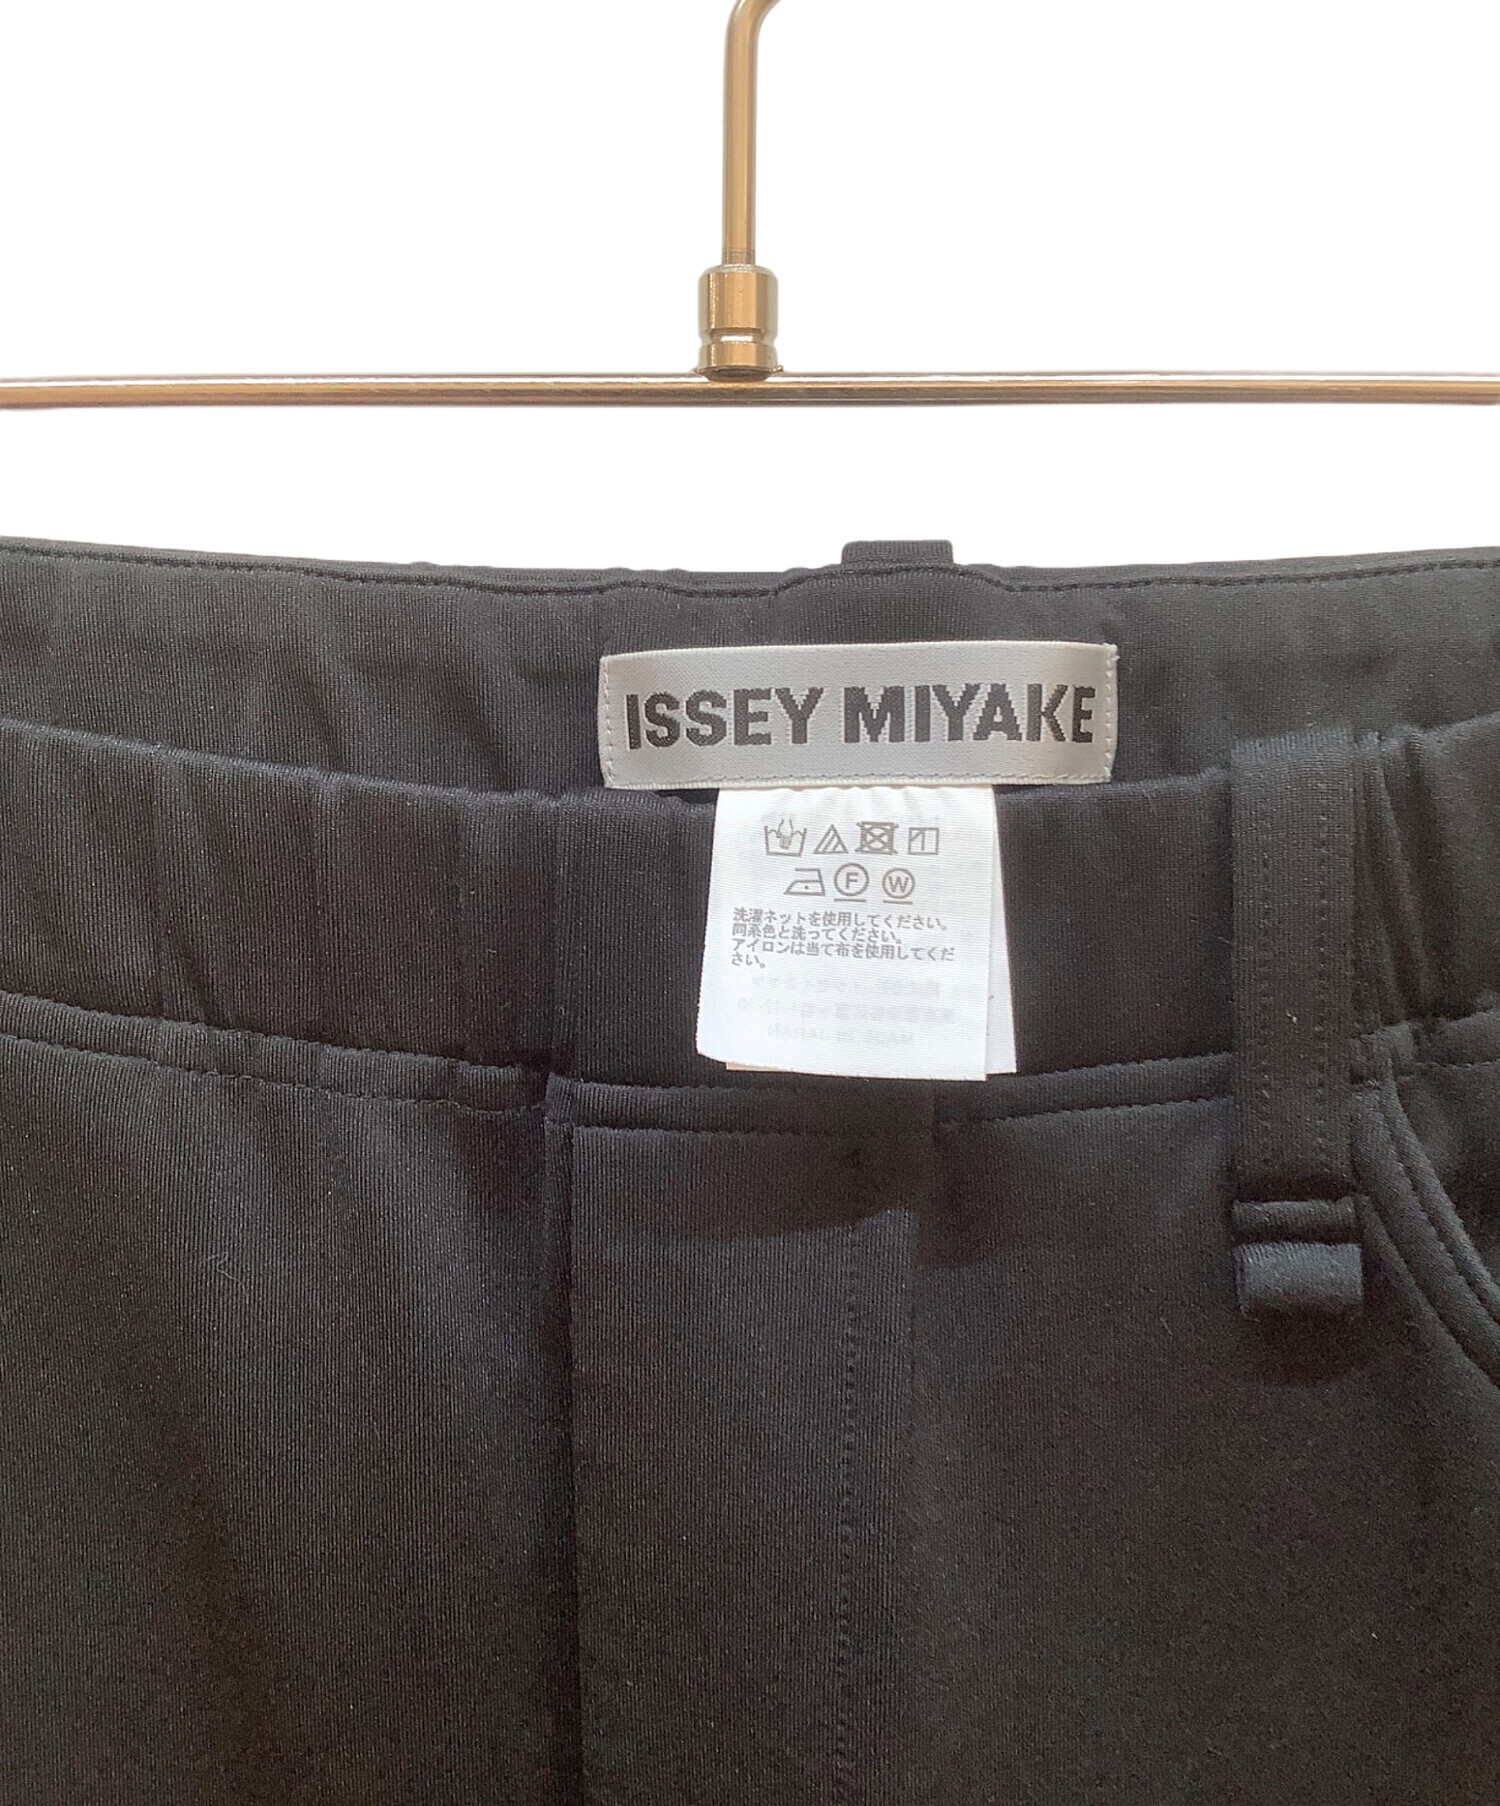 ISSEY MIYAKE
F W
洗濯ネットを使用してください。
同系色と洗ってください。
アイロンは当て布を使用してくだ
さい。